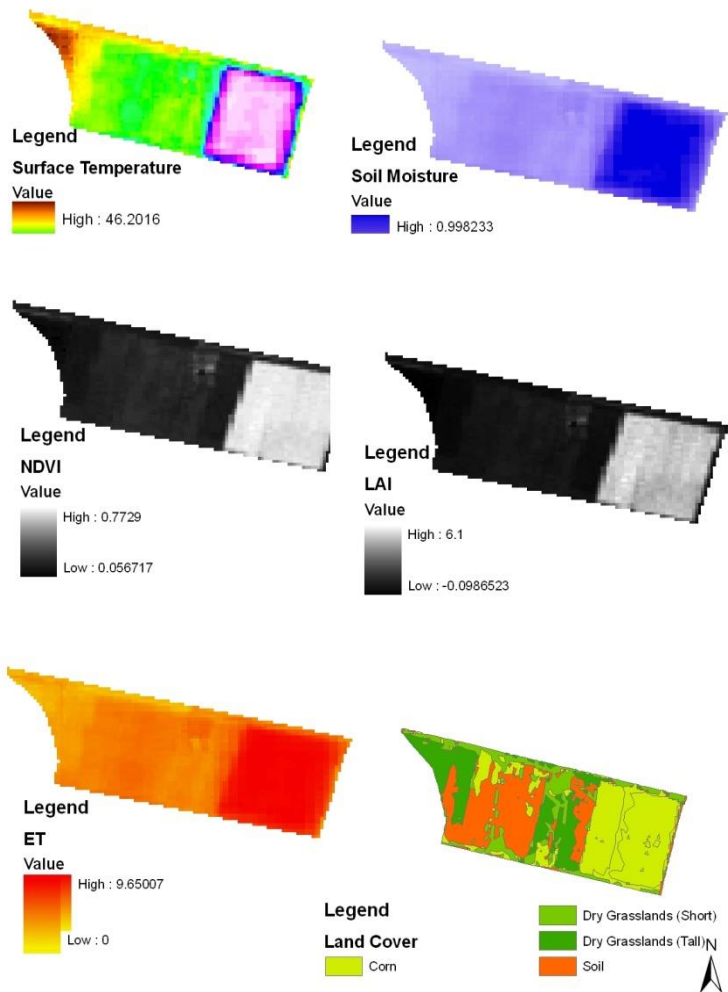 Legend
Surface Temperature
Value
High : 46.2016
Legend
Soil Moisture
Value
High : 0.998233
Legend
NDVI
Value
High : 0.7729
Low : 0.056717
Legend
LAI
Value
High : 6.1
Low : -0.0986523
Legend
ET
Value
High : 9.65007
Low : 0
Legend
Land Cover
Corn
Dry Grasslands (Short)
Dry Grasslands (Tall)
Soil
N